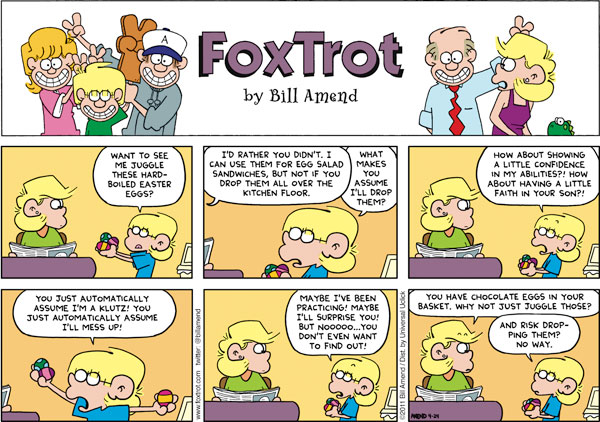 A
FOXTROT
by Bill Amend
WANT TO SEE
ME JUGGLE
THESE HARD-
BOILED EASTER
EGGS?
I'D RATHER YOU DIDN'T. I
CAN USE THEM FOR EGG SALAD
SANDWICHES, BUT NOT IF YOU
DROP THEM ALL OVER THE
KITCHEN FLOOR.
WHAT
MAKES
YOU
ASSUME
I'LL DROP
THEM?
HOW ABOUT SHOWING
A LITTLE CONFIDENCE
IN MY ABILITIES?! HOW
ABOUT HAVING A LITTLE
FAITH IN YOUR SON?!
YOU JUST AUTOMATICALLY
ASSUME I'M A KLUTZ! YOU
JUST AUTOMATICALLY ASSUME
I'LL MESS UP!
www.foxtrot.com twitter @billamend
MAYBE I'VE BEEN
PRACTICING! MAYBE
I'LL SURPRISE YOU!
BUT NOOOOO...YOU
DON'T EVEN WANT
TO FIND OUT!
©2011 Bill Amend / Dist. by Universal Uclick
YOU HAVE CHOCOLATE EGGS IN YOUR
BASKET. WHY NOT JUST JUGGLE THOSE?
AND RISK DROP-
PING THEM?
NO WAY.
AMEND 4-24